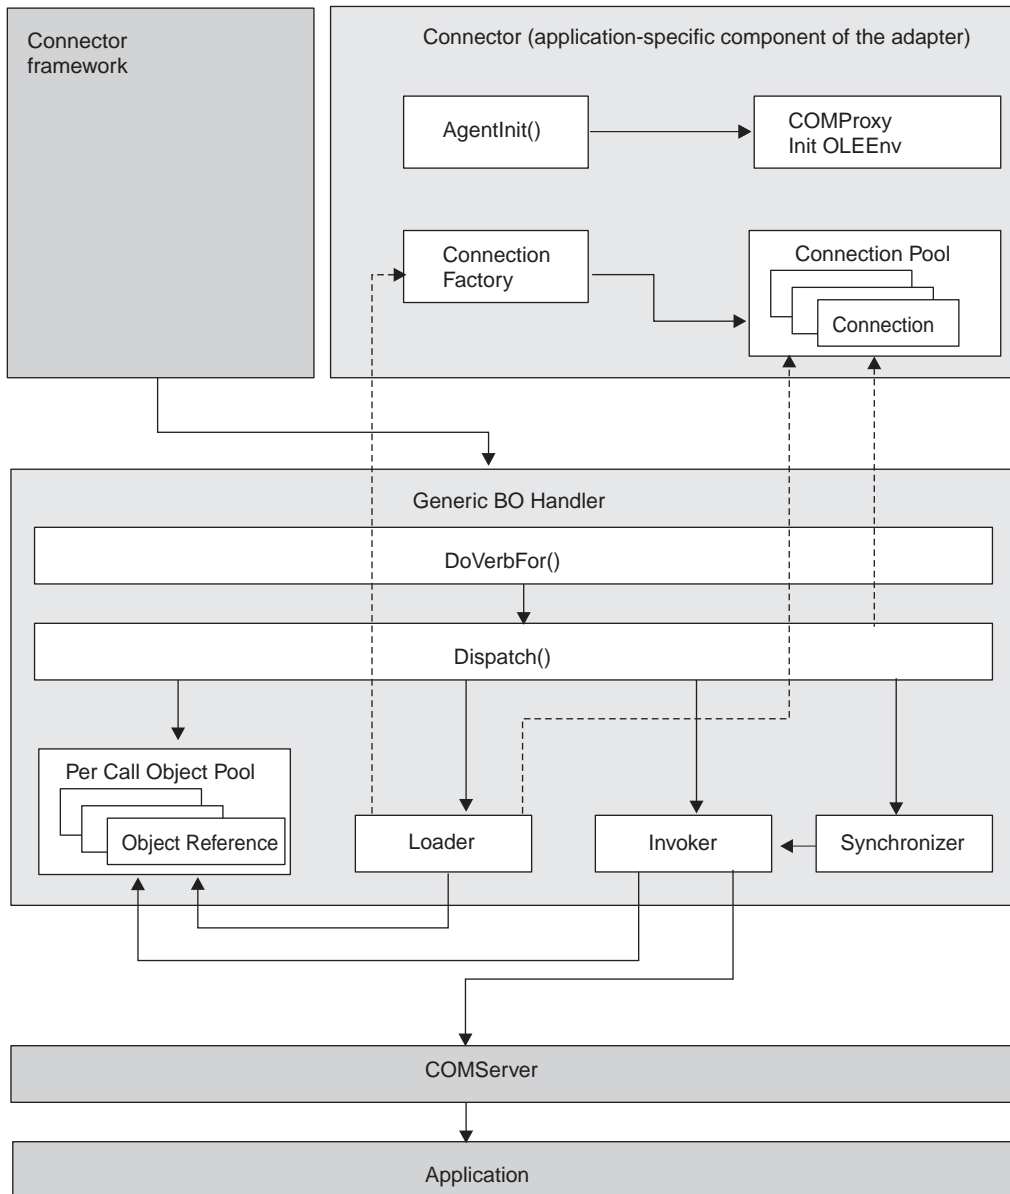 Connector
framework
Connector (application-specific component of the adapter)
AgentInit()
COMProxy
Init OLEEnv
Connection
Factory
Connection Pool
Connection
Generic BO Handler
DoVerbFor()
Dispatch()
Per Call Object Pool
Object Reference
Loader
Invoker
Synchronizer
COMServer
Application